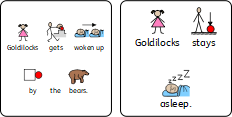 Goldilocks gets woken up
by the bears.
Goldilocks stays
asleep.